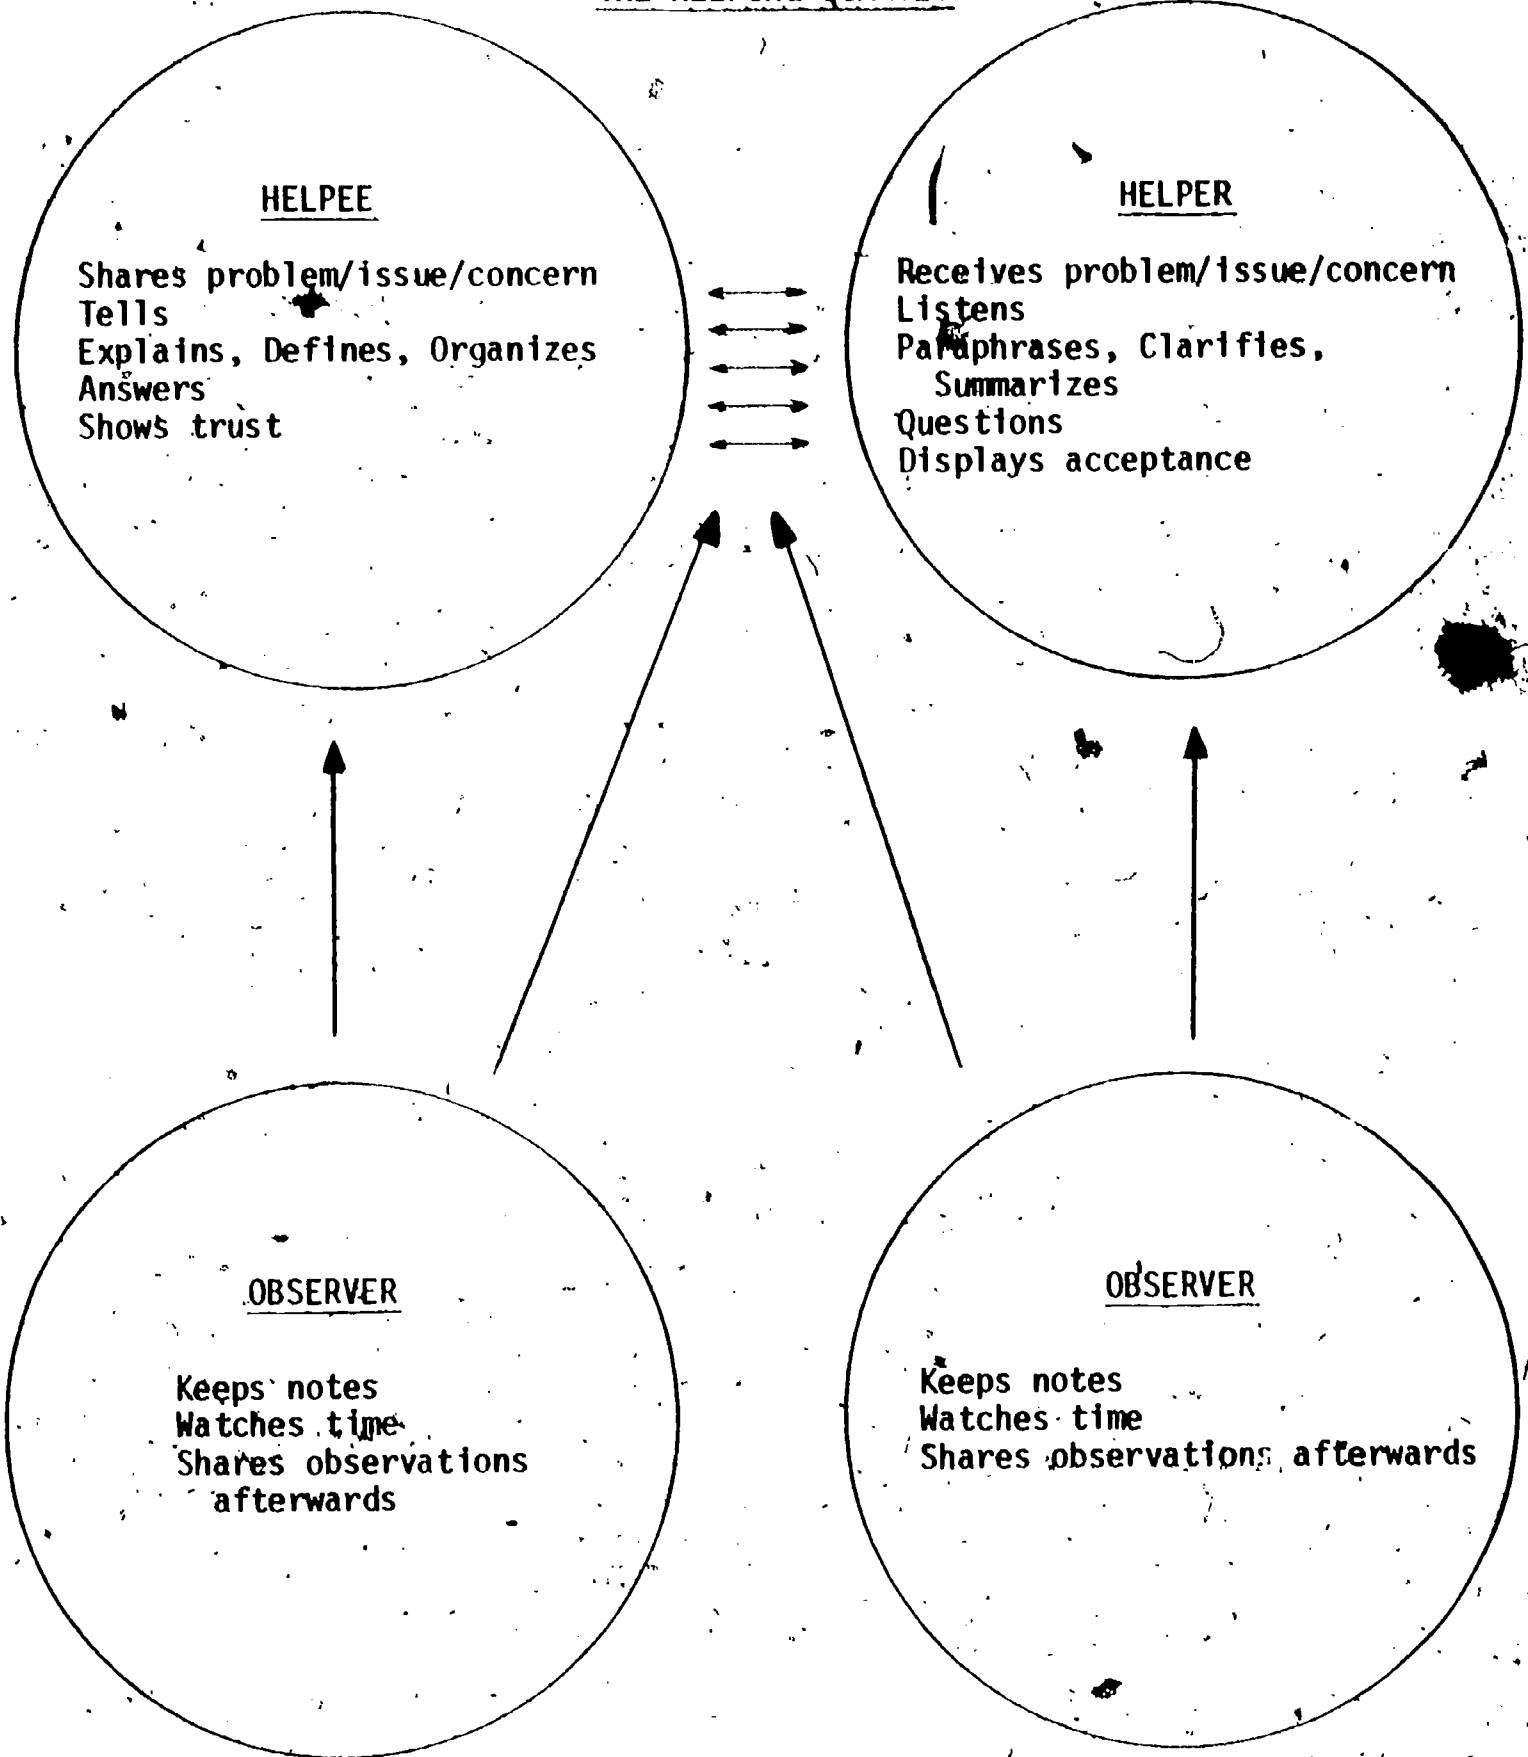 HELPEE
Shares problem/issue/concern
Tells
Explains, Defines, Organizes
Answers
Shows trust
HELPER
Receives problem/issue/concern
Listens
Paraphrases, Clarifies,
Summarizes
Questions
Displays acceptance
OBSERVER
Keeps notes
Watches time
Shares observations
afterwards
OBSERVER
Keeps notes
Watches time
Shares observations afterwards